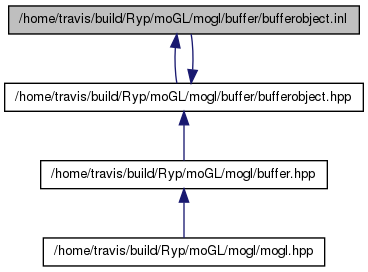 /home/travis/build/Ryp/moGL/mogl/buffer/bufferobject.inl
/home/travis/build/Ryp/moGL/mogl/buffer/bufferobject.hpp
/home/travis/build/Ryp/moGL/mogl/buffer.hpp
/home/travis/build/Ryp/moGL/mogl/mogl.hpp